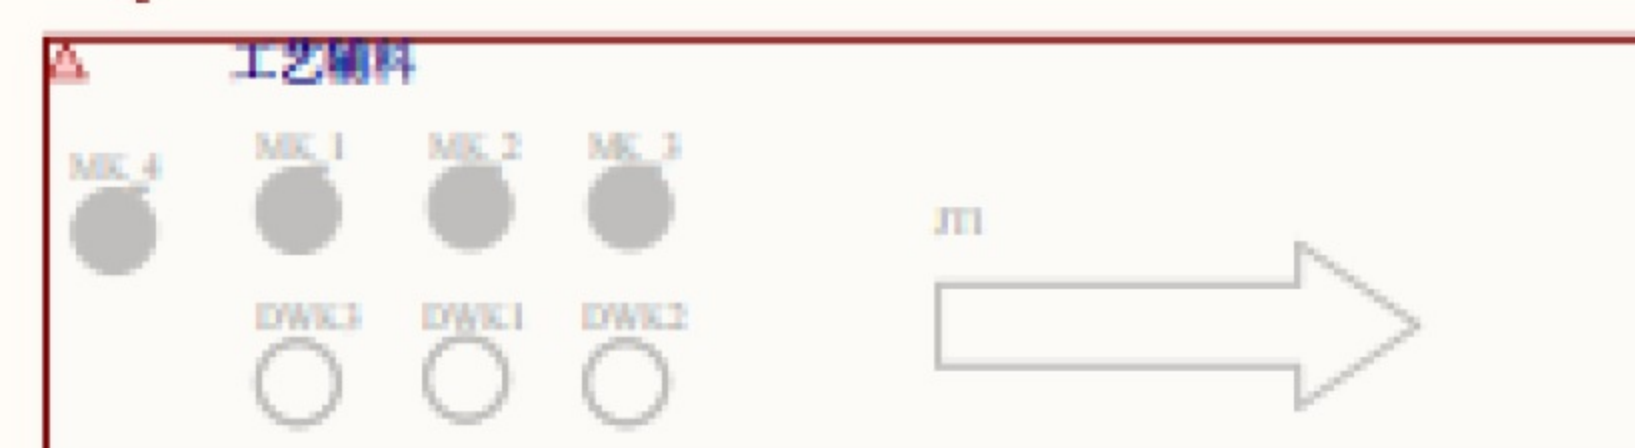 工艺辅料
MK_1 MK_2 MK_3
MK_4
JT1
DWK3 DWK1 DWK2